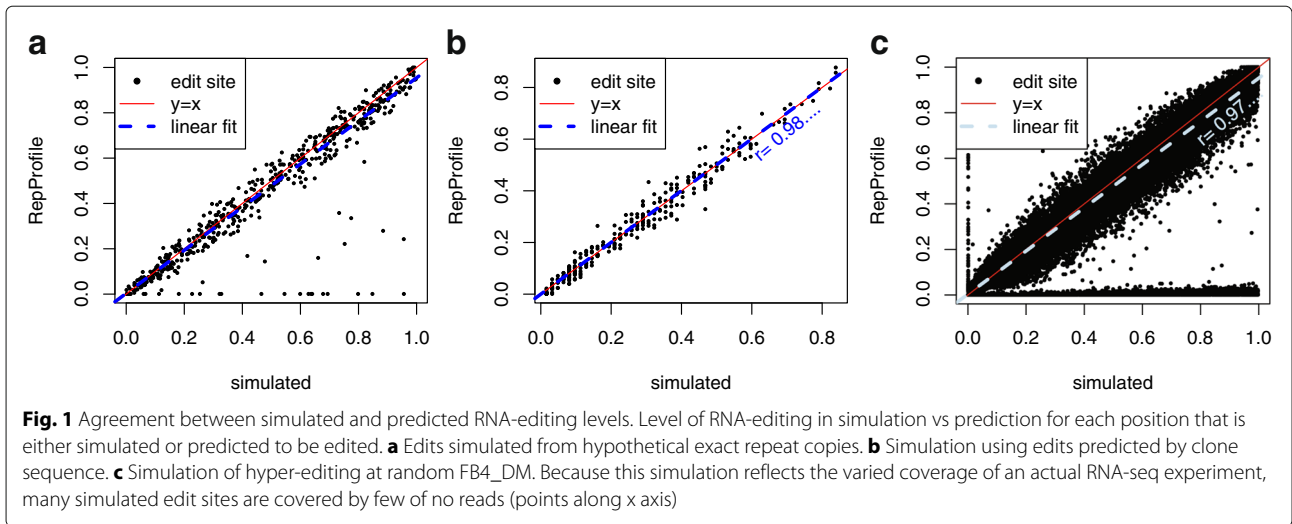 a
1.0
0.8
0.6
0.4
0.2
0.0
RepProfile
edit site
y=x
linear fit
0.0 0.2 0.4 0.6 0.8 1.0
simulated
b
0.8
0.6
0.4
0.2
0.0
RepProfile
edit site
y=x
linear fit
r= 0.98....
0.0 0.2 0.4 0.6 0.8
simulated
c
1.0
0.8
0.6
0.4
0.2
0.0
RepProfile
edit site
y=x
linear fit
r= 0.97
0.0 0.2 0.4 0.6 0.8 1.0
simulated
Fig. 1 Agreement between simulated and predicted RNA-editing levels. Level of RNA-editing in simulation vs prediction for each position that is
either simulated or predicted to be edited. a Edits simulated from hypothetical exact repeat copies. b Simulation using edits predicted by clone
sequence. c Simulation of hyper-editing at random FB4_DM. Because this simulation reflects the varied coverage of an actual RNA-seq experiment,
many simulated edit sites are covered by few of no reads (points along x axis)